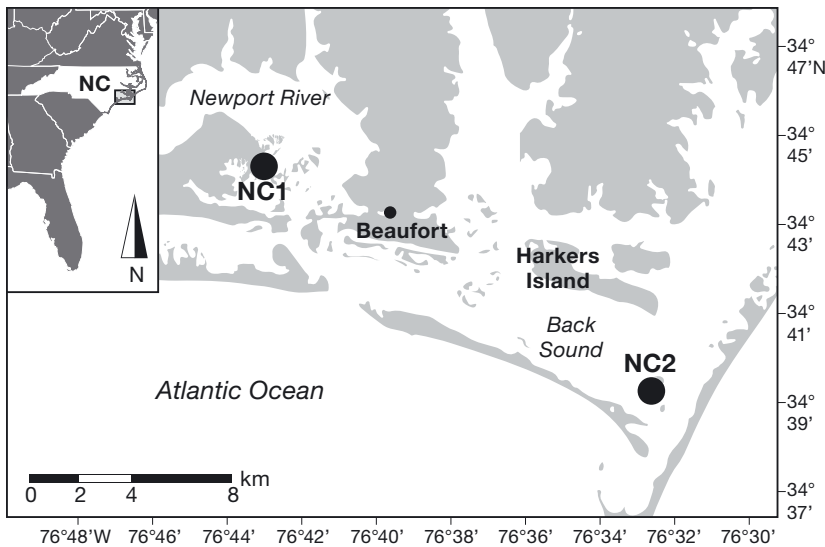 NC
N
Newport River
NC1
Beaufort
Harkers
Island
Back
Sound
NC2
Atlantic Ocean
km
0 2 4 8
34°
47’N
34°
45’
34°
43’
34°
41’
34°
39’
34°
37’
76°48’W 76°46’ 76°44’ 76°42’ 76°40’ 76°38’ 76°36’ 76°34’ 76°32’ 76°30’